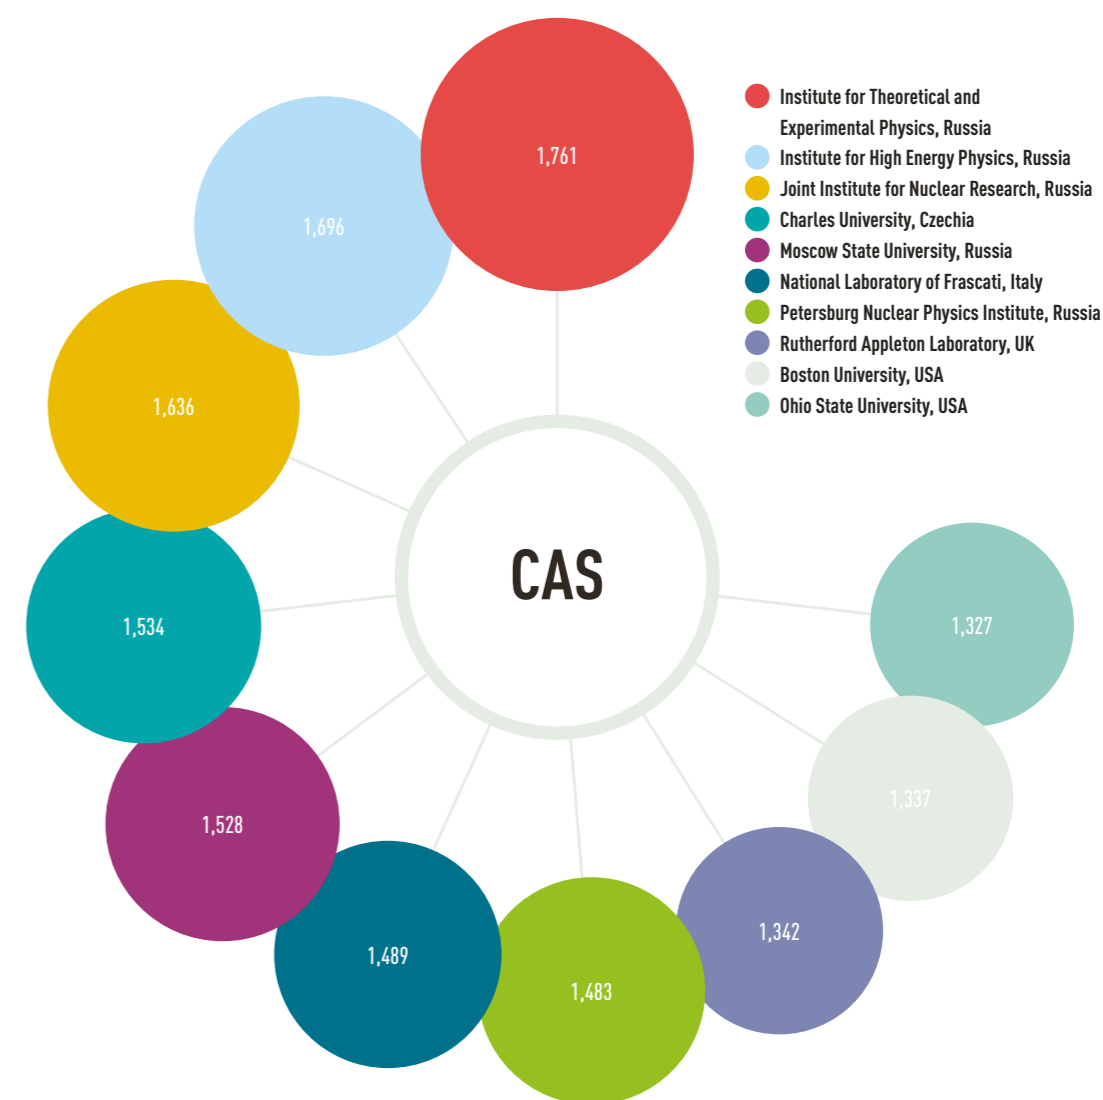 Institute for Theoretical and
Experimental Physics, Russia
Institute for High Energy Physics, Russia
Joint Institute for Nuclear Research, Russia
Charles University, Czechia
Moscow State University, Russia
National Laboratory of Frascati, Italy
Petersburg Nuclear Physics Institute, Russia
Rutherford Appleton Laboratory, UK
Boston University, USA
Ohio State University, USA
CAS
1,761
1,696
1,636
1,534
1,528
1,489
1,483
1,342
1,337
1,327